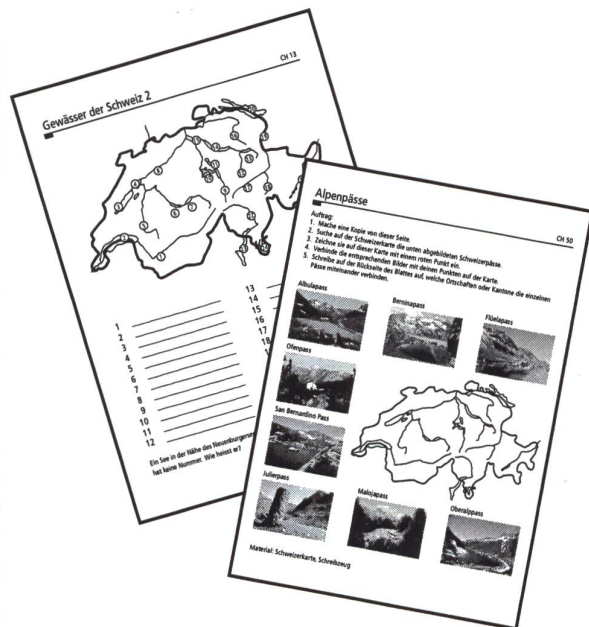 Gewässer der Schweiz 2
CH 13
1
2
3
4
5
6
7
8
9
10
11
12
13
14
15
16
17
18
Ein See in der Nähe des Neuenburgerse
hat keine Nummer. Wie heisst er?
Alpenpässe
CH 50
Auftrag:
1. Mache eine Kopie von dieser Seite.
2. Suche auf der Schweizerkarte die unten abgebildeten Schweizerpässe.
3. Zeichne sie auf dieser Karte mit einem roten Punkt ein.
4. Verbinde die entsprechenden Bilder mit deinen Punkten auf der Karte.
5. Schreibe auf der Rückseite des Blattes auf, welche Ortschaften oder Kantone die einzelnen
Pässe miteinander verbinden.
Albulapass
Berninapass
Flüelapass
Ofenpass
San Bernardino Pass
Julierpass
Malojapass
Oberalppass
Material: Schweizerkarte, Schreibzeug